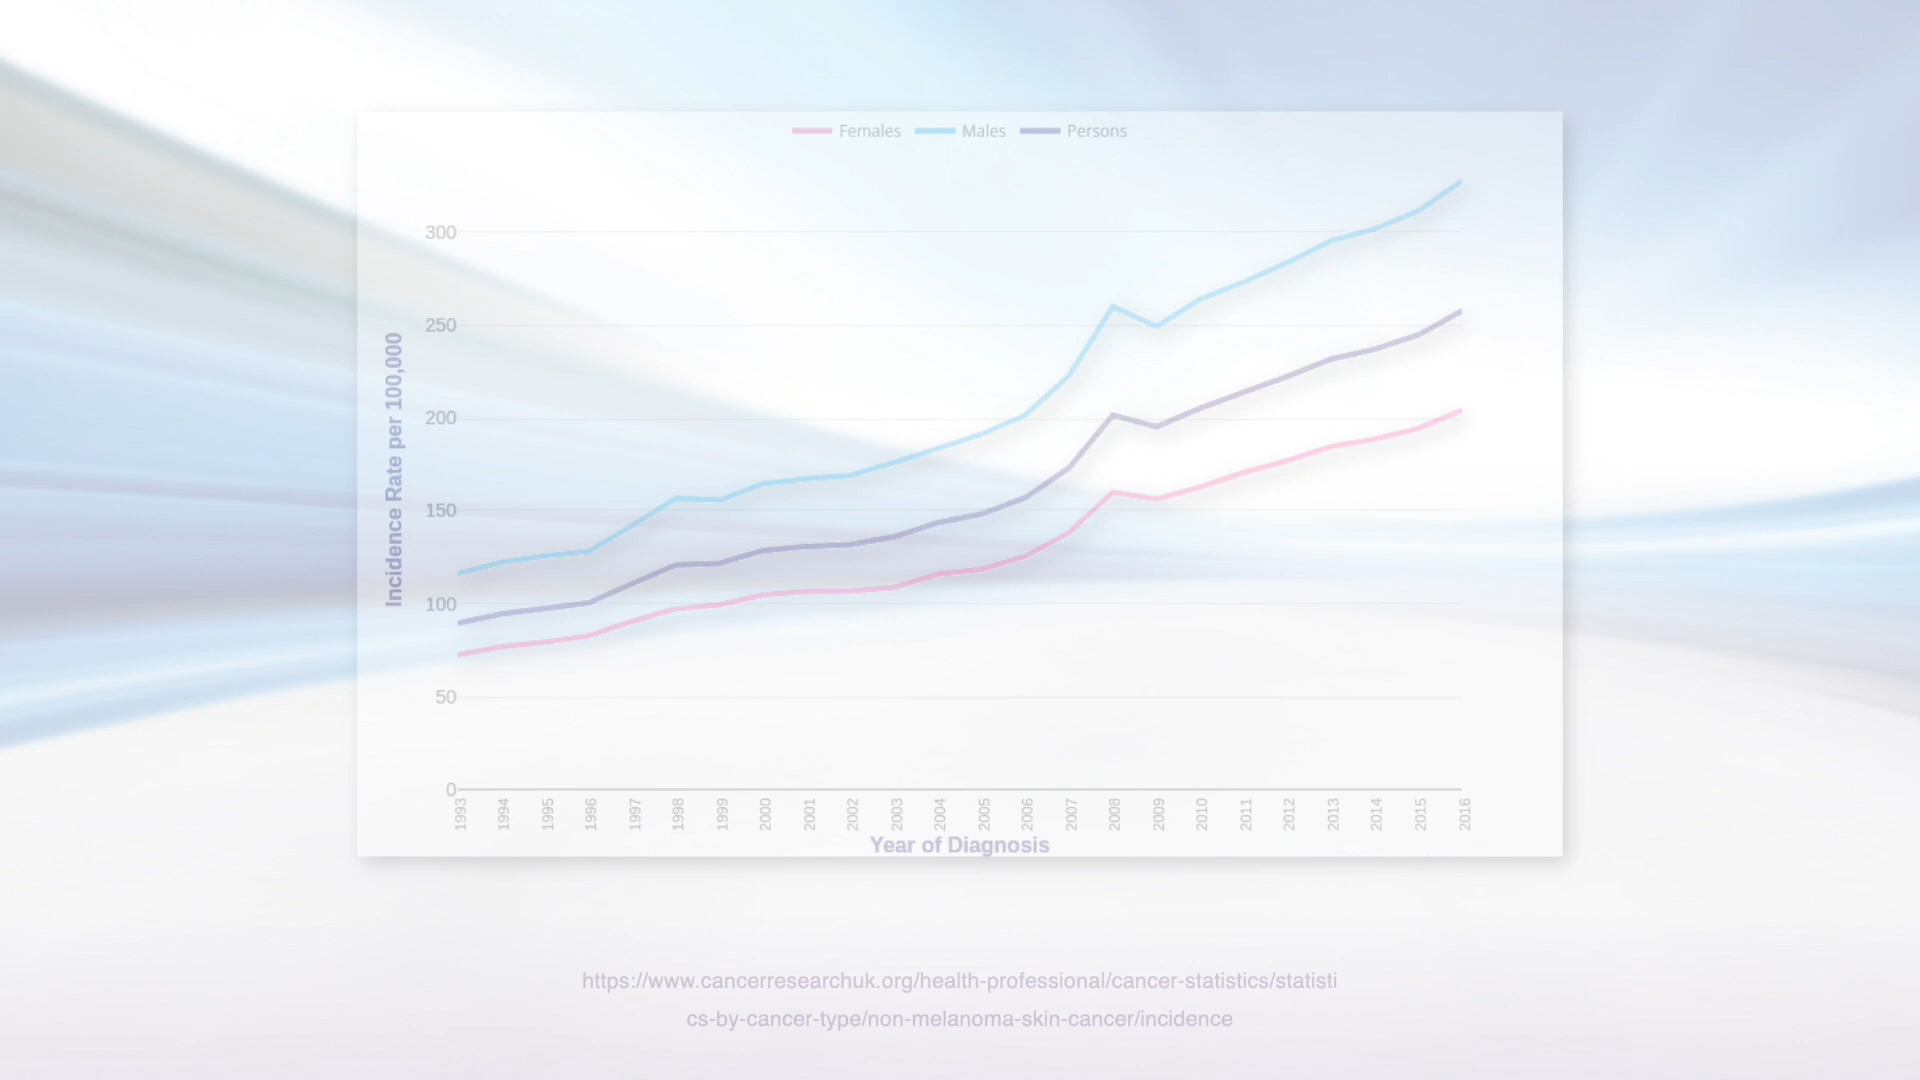 Females Males Persons
300
250
200
150
100
50
0
Incidence Rate per 100,000
1993 1994 1995 1996 1997 1998 1999 2000 2001 2002 2003 2004 2005 2006 2007 2008 2009 2010 2011 2012 2013 2014 2015 2016
Year of Diagnosis
https://www.cancerresearchuk.org/health-professional/cancer-statistics/statisti
cs-by-cancer-type/non-melanoma-skin-cancer/incidence